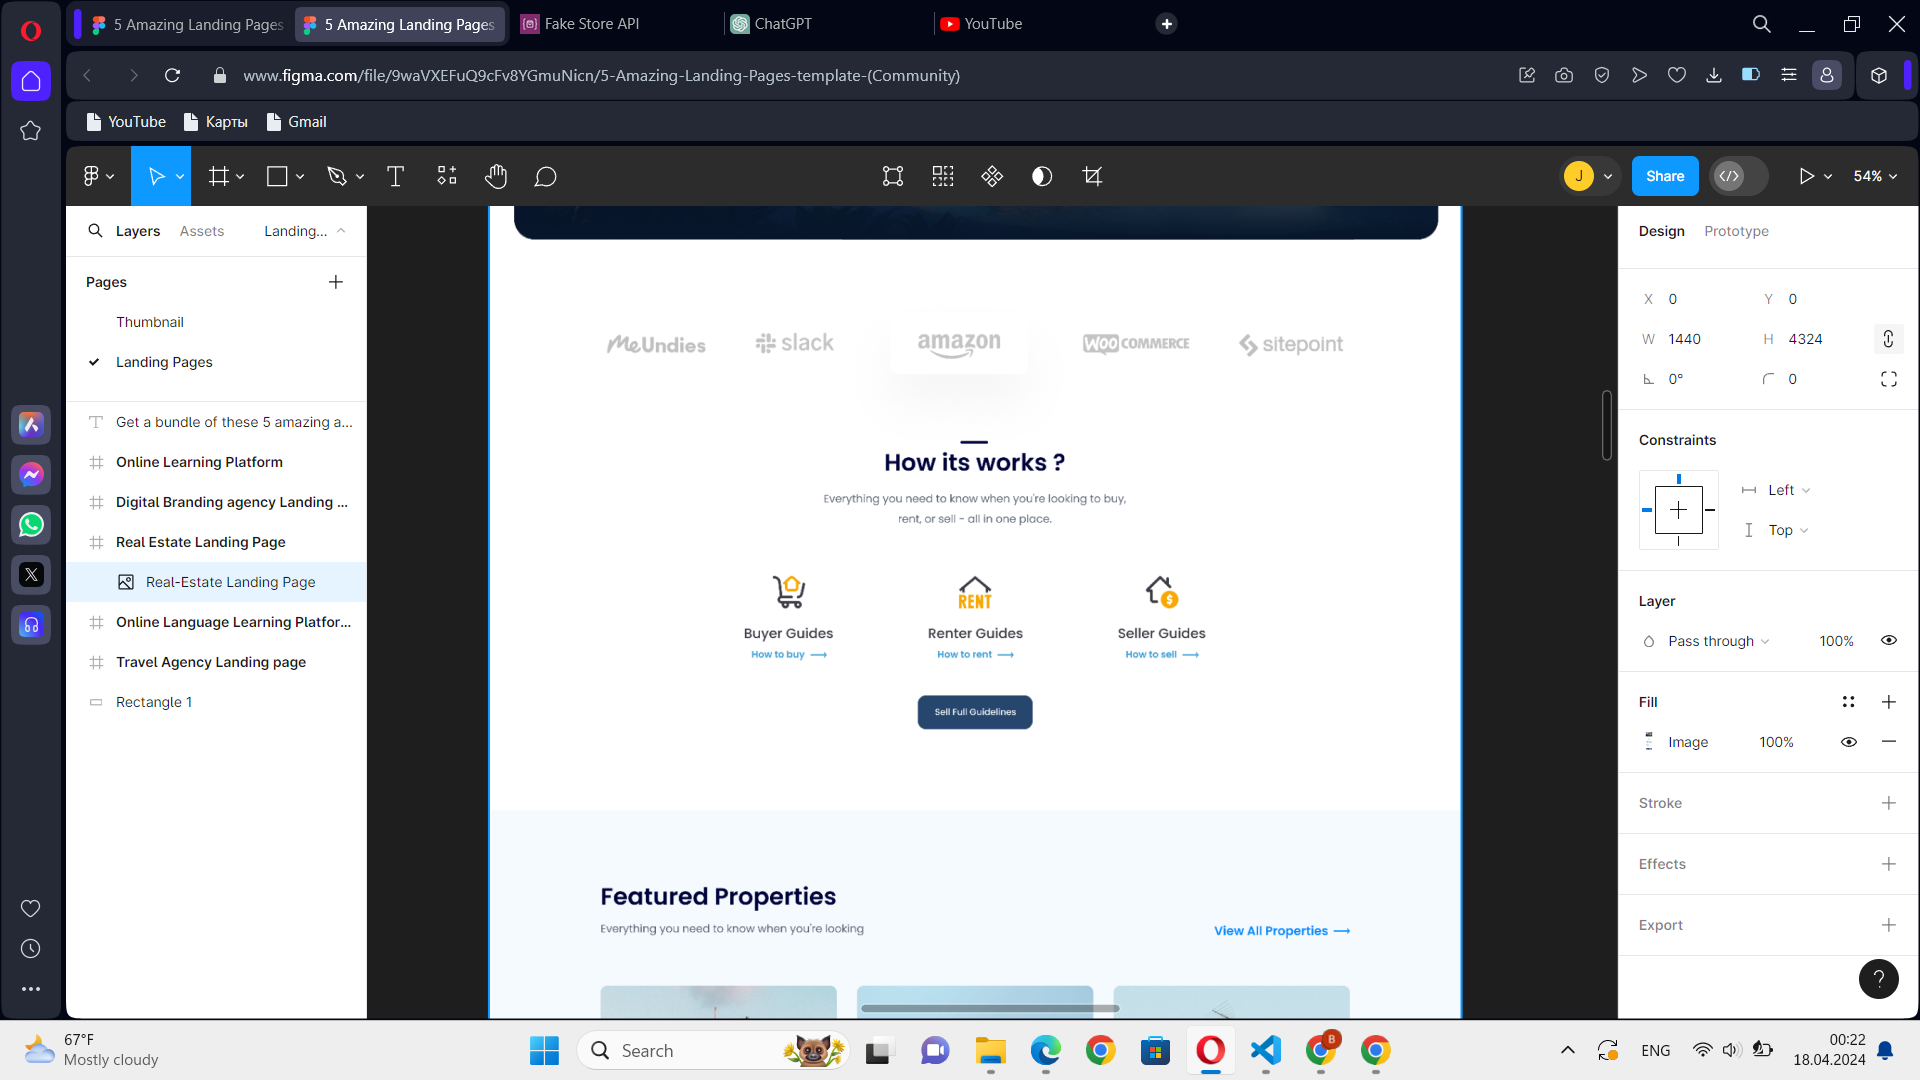 5 Amazing Landing Pages
5 Amazing Landing Pages
Fake Store API
ChatGPT
YouTube
www.figma.com/file/9waVXEFuQ9cFv8YGmuNicn/5-Amazing-Landing-Pages-template-(Community)
YouTube
Карты
Gmail
J
Share
54%
Layers
Assets
Landing...
Pages
Thumbnail
Landing Pages
Get a bundle of these 5 amazing a...
Online Learning Platform
Digital Branding agency Landing ...
Real Estate Landing Page
Real-Estate Landing Page
Online Language Learning Platfor...
Travel Agency Landing page
Rectangle 1
MeUndies
slack
amazon
WOO COMMERCE
sitepoint
How its works ?
Everything you need to know when you're looking to buy,
rent, or sell - all in one place.
RENT
Buyer Guides
Renter Guides
Seller Guides
How to buy
How to rent
How to sell
Sell Full Guidelines
Featured Properties
Everything you need to know when you're looking
View All Properties
Design
Prototype
X 0
Y 0
W 1440
H 4324
0°
0
Constraints
Left
Top
Layer
Pass through
100%
Fill
Image
100%
Stroke
Effects
Export
?
67°F
Mostly cloudy
Search
B
ENG
00:22
18.04.2024